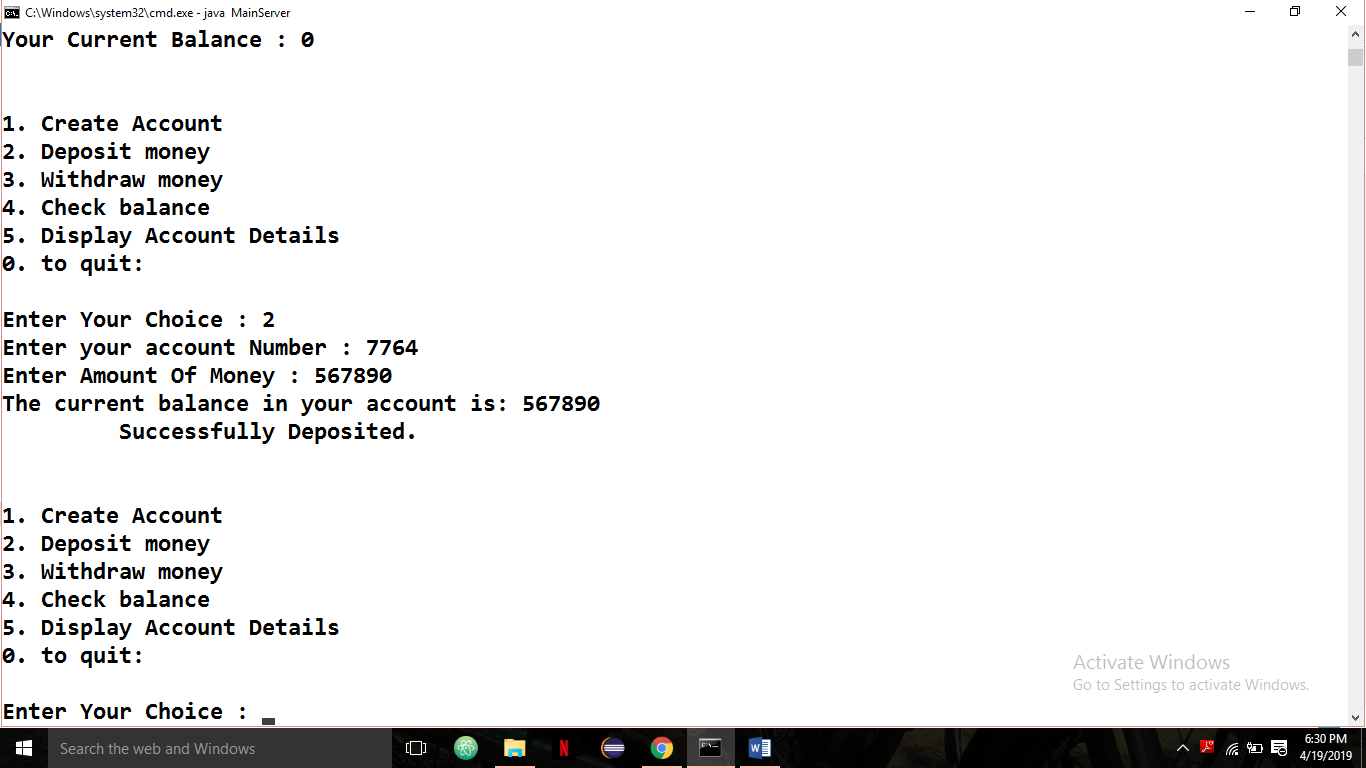 C:\Windows\system32\cmd.exe - java  MainServer
Your Current Balance : 0
1. Create Account
2. Deposit money
3. Withdraw money
4. Check balance
5. Display Account Details
0. to quit:
Enter Your Choice : 2
Enter your account Number : 7764
Enter Amount Of Money : 567890
The current balance in your account is: 567890
Successfully Deposited.
1. Create Account
2. Deposit money
3. Withdraw money
4. Check balance
5. Display Account Details
0. to quit:
Enter Your Choice :
Activate Windows
Go to Settings to activate Windows.
Search the web and Windows
6:30 PM
4/19/2019